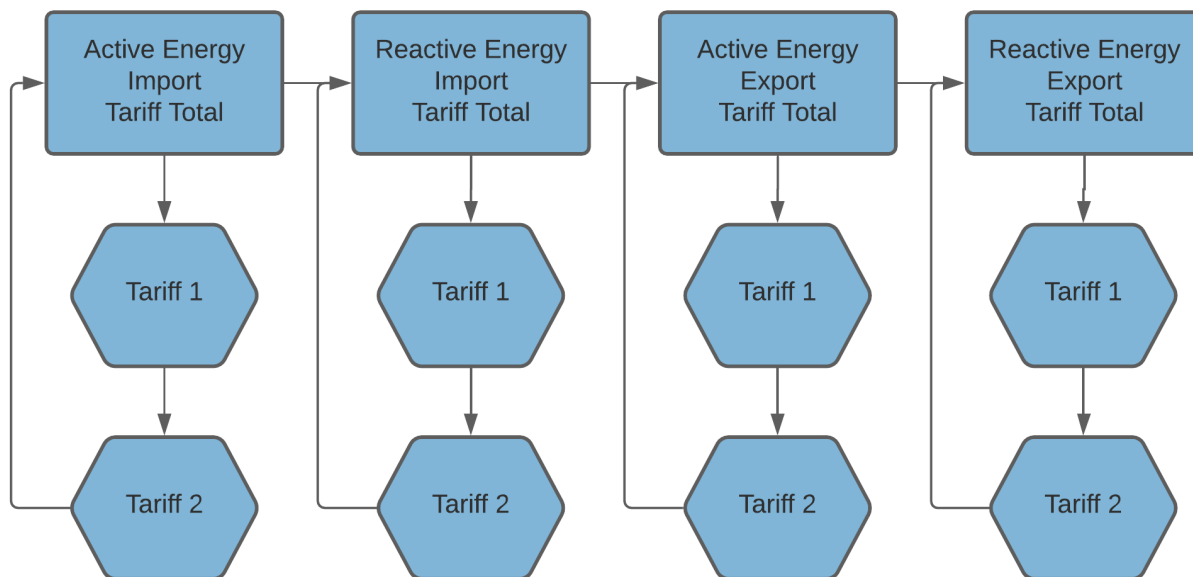 Active Energy
Import
Tariff Total
Reactive Energy
Import
Tariff Total
Active Energy
Export
Tariff Total
Reactive Energy
Export
Tariff Total
Tariff 1
Tariff 1
Tariff 1
Tariff 1
Tariff 2
Tariff 2
Tariff 2
Tariff 2